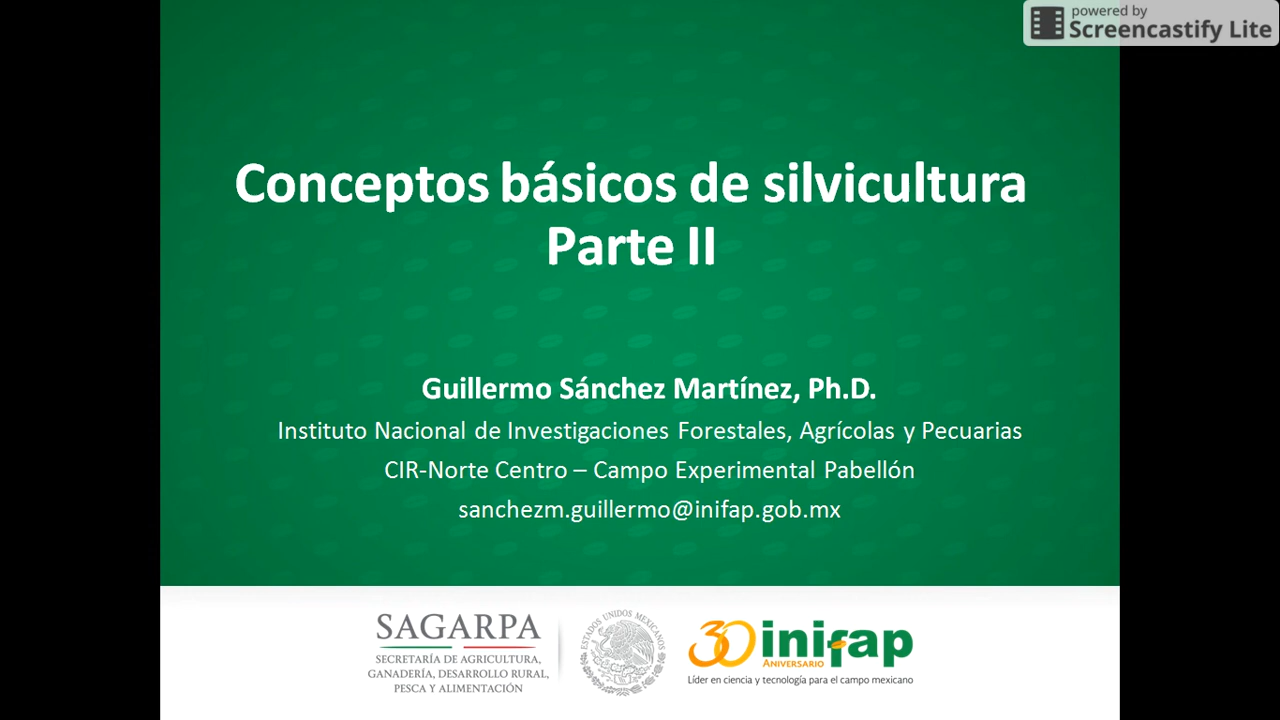 powered by
Screencastify Lite
Conceptos básicos de silvicultura
Parte II
Guillermo Sánchez Martínez, Ph.D.
Instituto Nacional de Investigaciones Forestales, Agrícolas y Pecuarias
CIR-Norte Centro – Campo Experimental Pabellón
sanchezm.guillermo@inifap.gob.mx
SAGARPA
SECRETARÍA DE AGRICULTURA,
GANADERÍA, DESARROLLO RURAL,
PESCA Y ALIMENTACIÓN
ESTADOS UNIDOS MEXICANOS
30 inifap
ANIVERSARIO
Líder en ciencia y tecnología para el campo mexicano